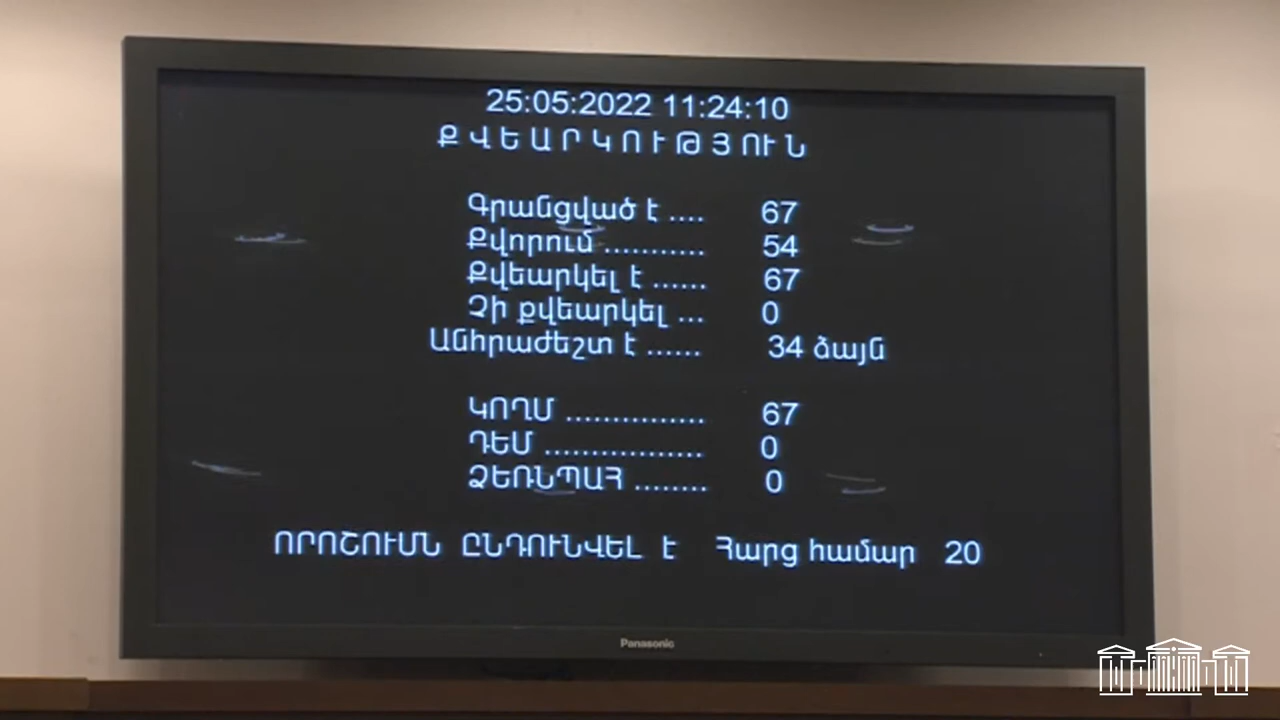 25:05:2022 11:24:10
Ք Վ Ե Ա Ր Կ Ո Ւ Թ Յ ՈՒ Ն
Գրանցված է .... 67
Քվորում ........... 54
Քվեարկել է ...... 67
Չի քվեարկել ... 0
Անհրաժեշտ է ...... 34 ձայն
ԿՈՂՄ ............... 67
ԴԵՄ ................. 0
ՁԵՌՆՊԱՀ ........ 0
ՈՐՈՇՈՒՄՆ ԸՆԴՈՒՆՎԵԼ է Հարց համար 20
Panasonic